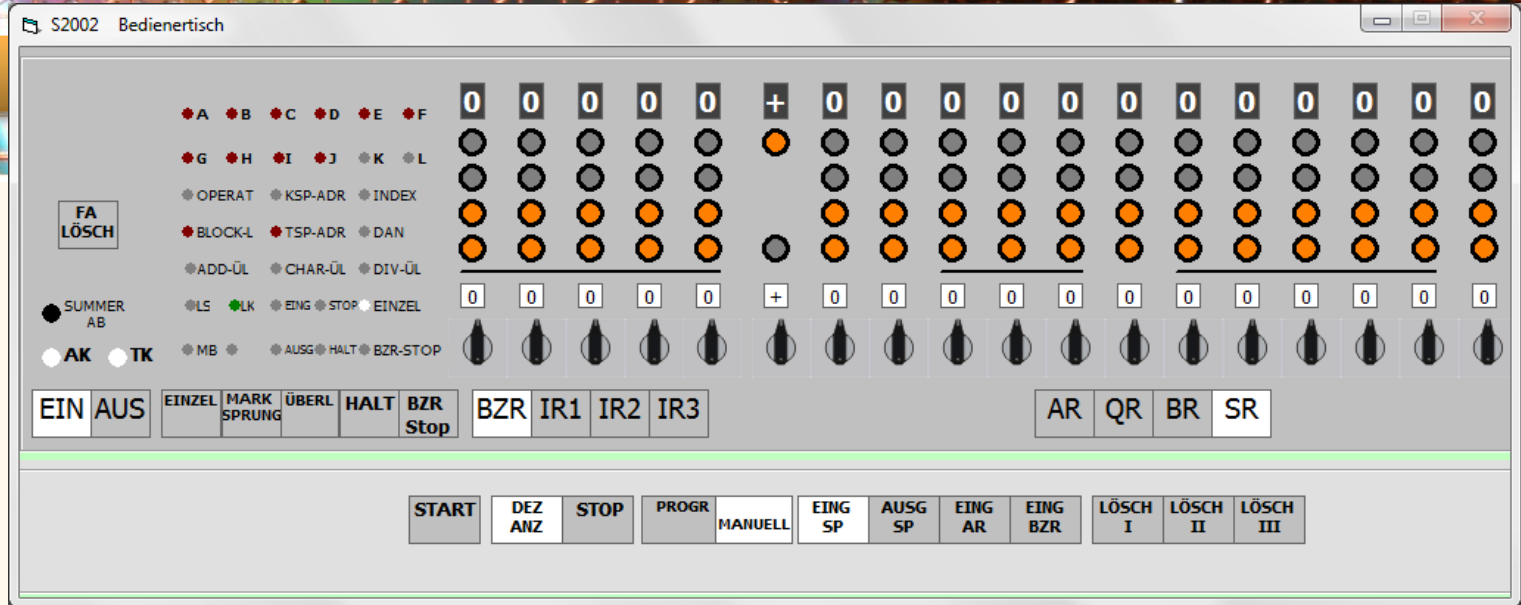 S2002 Bedienertisch
0 0 0 0 0 + 0 0 0 0 0 0 0 0 0 0 0 0
A B C D E F
G H I J K L
OPERAT KSP-ADR INDEX
FA
LÖSCH
BLOCK-L TSP-ADR DAN
ADD-ÜL CHAR-ÜL DIV-ÜL
0 0 0 0 0 + 0 0 0 0 0 0 0 0 0 0 0 0
SUMMER
AB
LS LK EING STOP EINZEL
AK TK
MB AUSG HALT BZR-STOP
EIN AUS
EINZEL
MARK
SPRUNG
ÜBERL
HALT
BZR
Stop
BZR IR1 IR2 IR3
AR QR BR SR
START
DEZ
ANZ
STOP
PROGR
MANUELL
EING
SP
AUSG
SP
EING
AR
EING
BZR
LÖSCH
I
LÖSCH
II
LÖSCH
III